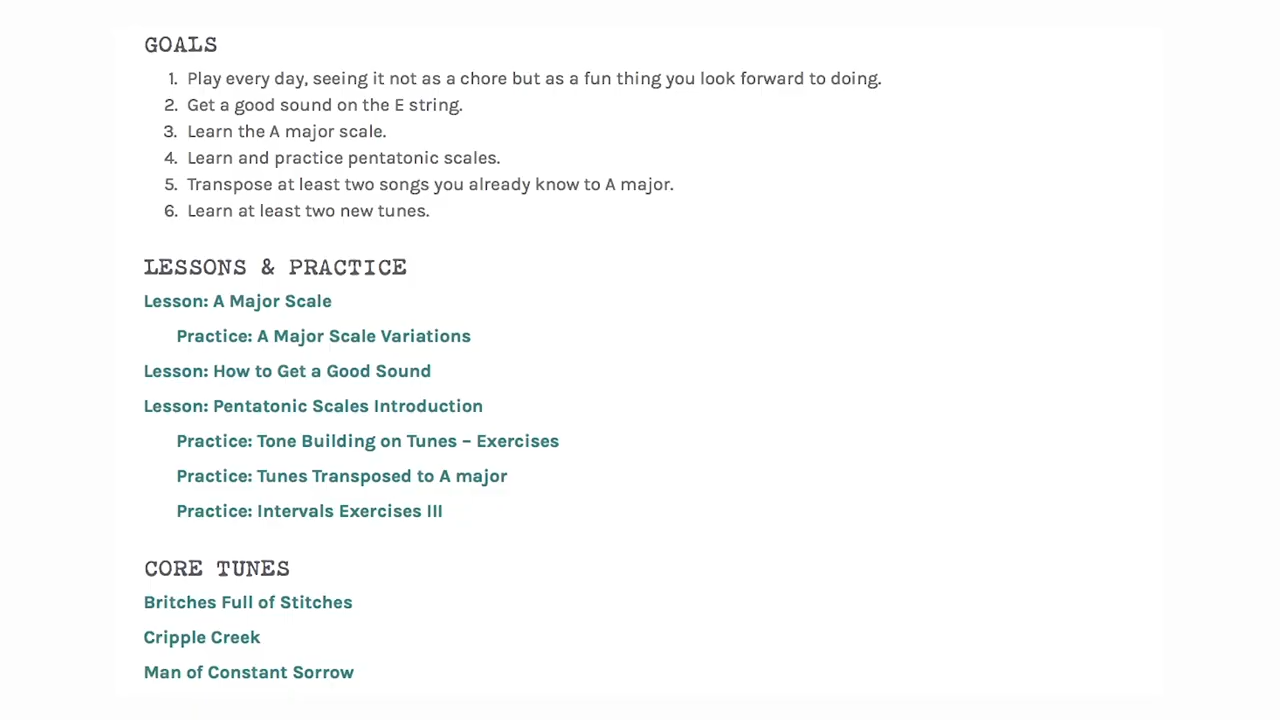 GOALS
1. Play every day, seeing it not as a chore but as a fun thing you look forward to doing.
2. Get a good sound on the E string.
3. Learn the A major scale.
4. Learn and practice pentatonic scales.
5. Transpose at least two songs you already know to A major.
6. Learn at least two new tunes.
LESSONS & PRACTICE
Lesson: A Major Scale
Practice: A Major Scale Variations
Lesson: How to Get a Good Sound
Lesson: Pentatonic Scales Introduction
Practice: Tone Building on Tunes – Exercises
Practice: Tunes Transposed to A major
Practice: Intervals Exercises III
CORE TUNES
Britches Full of Stitches
Cripple Creek
Man of Constant Sorrow